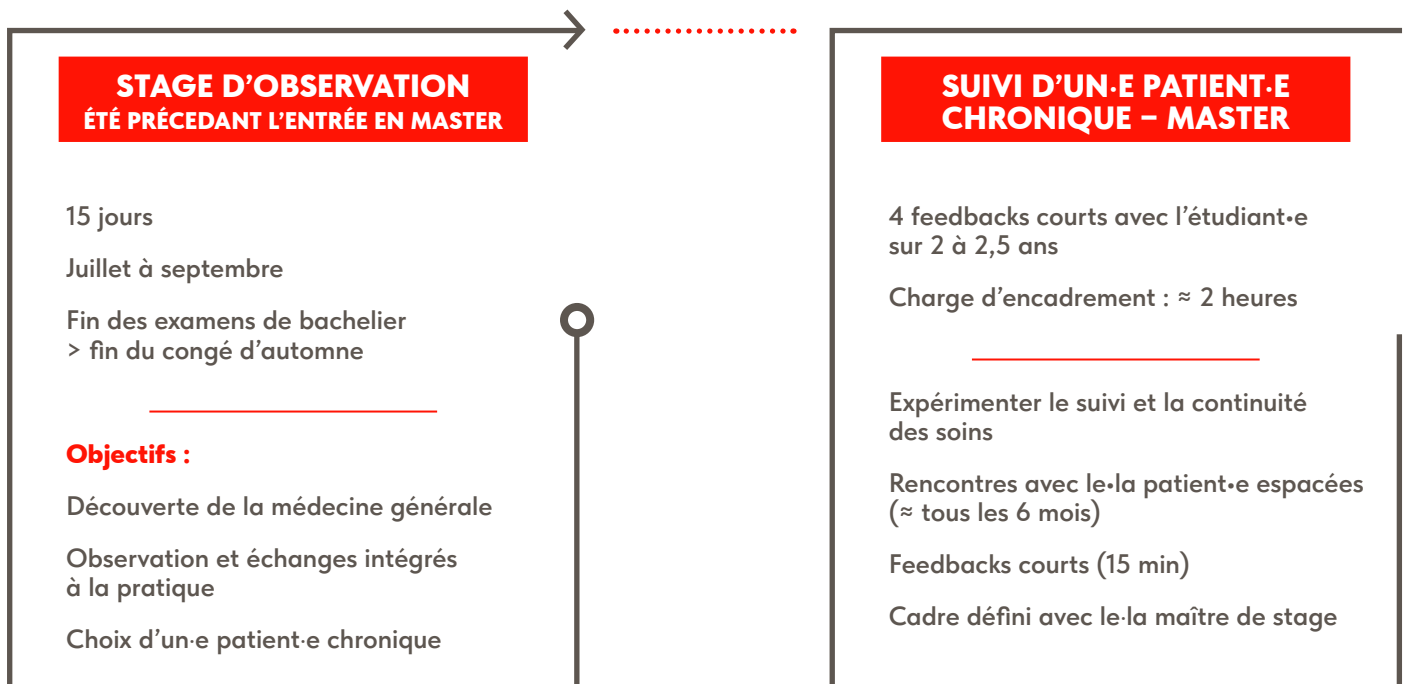 STAGE D'OBSERVATION
ÉTÉ PRÉCEDANT L'ENTRÉE EN MASTER
15 jours
Juillet à septembre
Fin des examens de bachelier
> fin du congé d'automne
Objectifs :
Découverte de la médecine générale
Observation et échanges intégrés
à la pratique
Choix d'un·e patient·e chronique
SUIVI D'UN·E PATIENT·E
CHRONIQUE – MASTER
4 feedbacks courts avec l'étudiant•e
sur 2 à 2,5 ans
Charge d'encadrement : ≈ 2 heures
Expérimenter le suivi et la continuité
des soins
Rencontres avec le•la patient•e espacées
(≈ tous les 6 mois)
Feedbacks courts (15 min)
Cadre défini avec le·la maître de stage